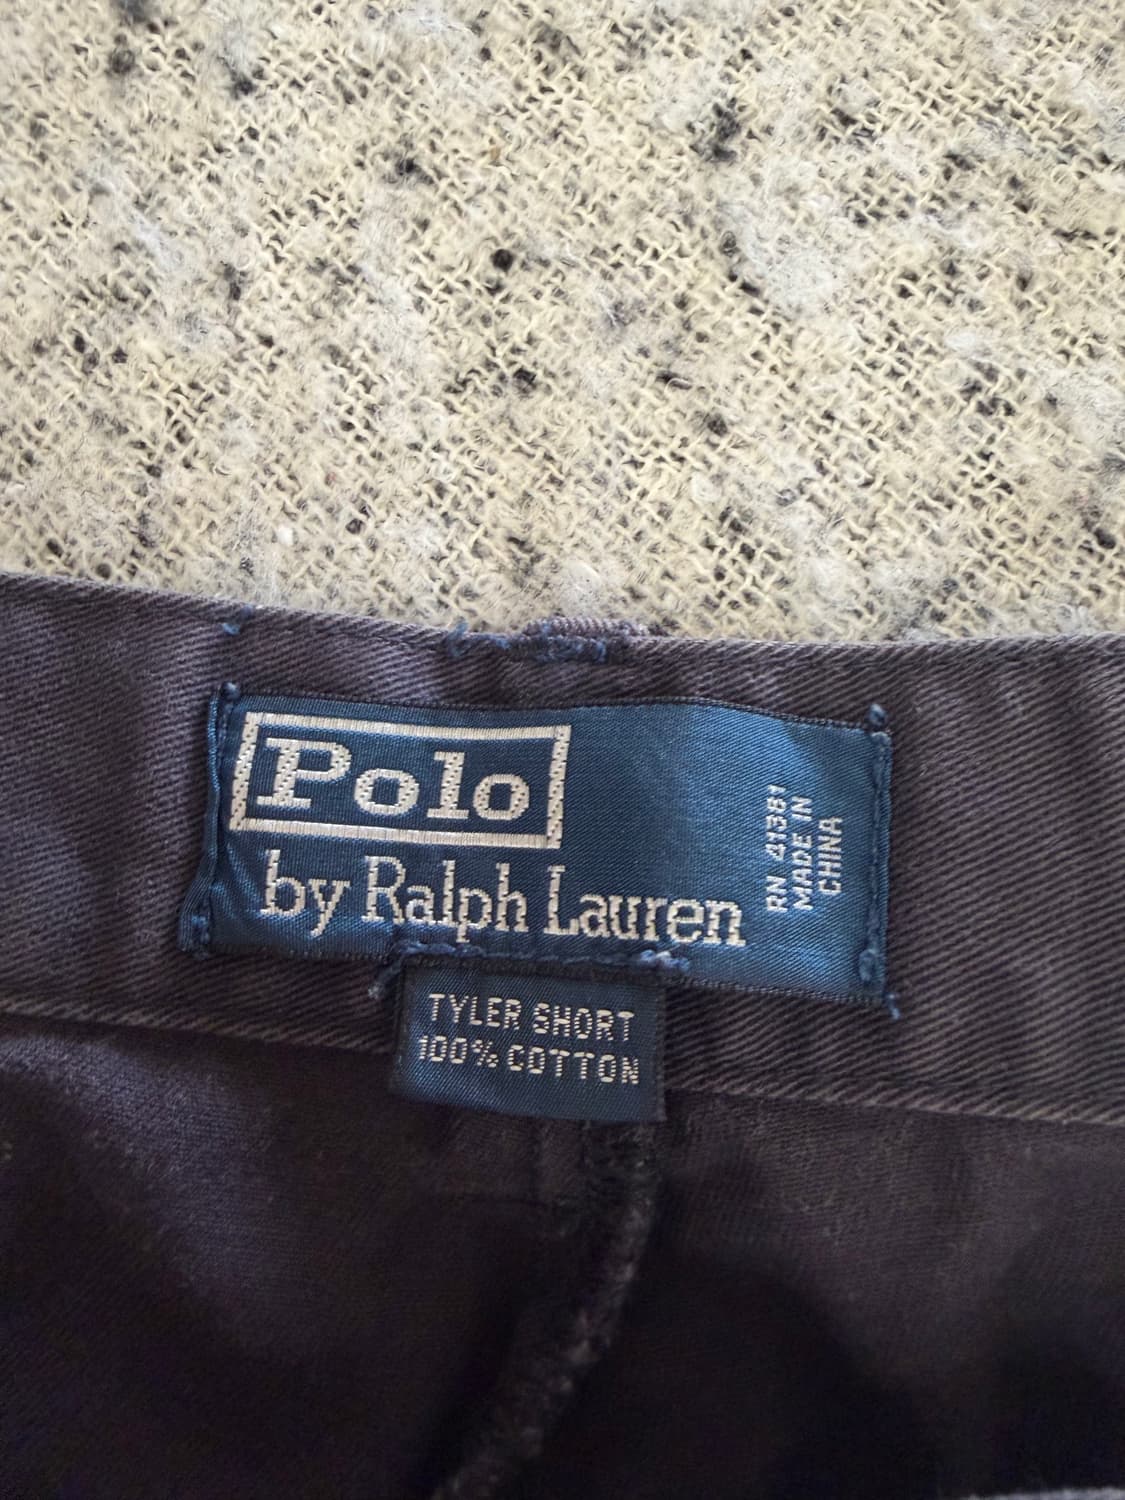 Polo
by Ralph Lauren
RN 41381
MADE IN
CHINA
TYLER SHORT
100% COTTON